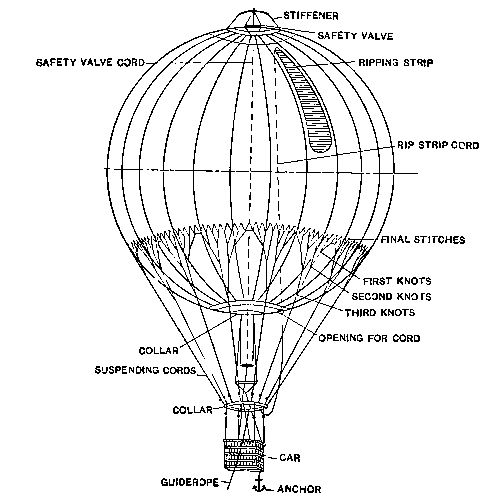 STIFFENER
SAFETY VALVE
SAFETY VALVE CORD
RIPPING STRIP
RIP STRIP CORD
FINAL STITCHES
FIRST KNOTS
SECOND KNOTS
THIRD KNOTS
OPENING FOR CORD
COLLAR
SUSPENDING CORDS
COLLAR
CAR
GUIDEROPE
ANCHOR